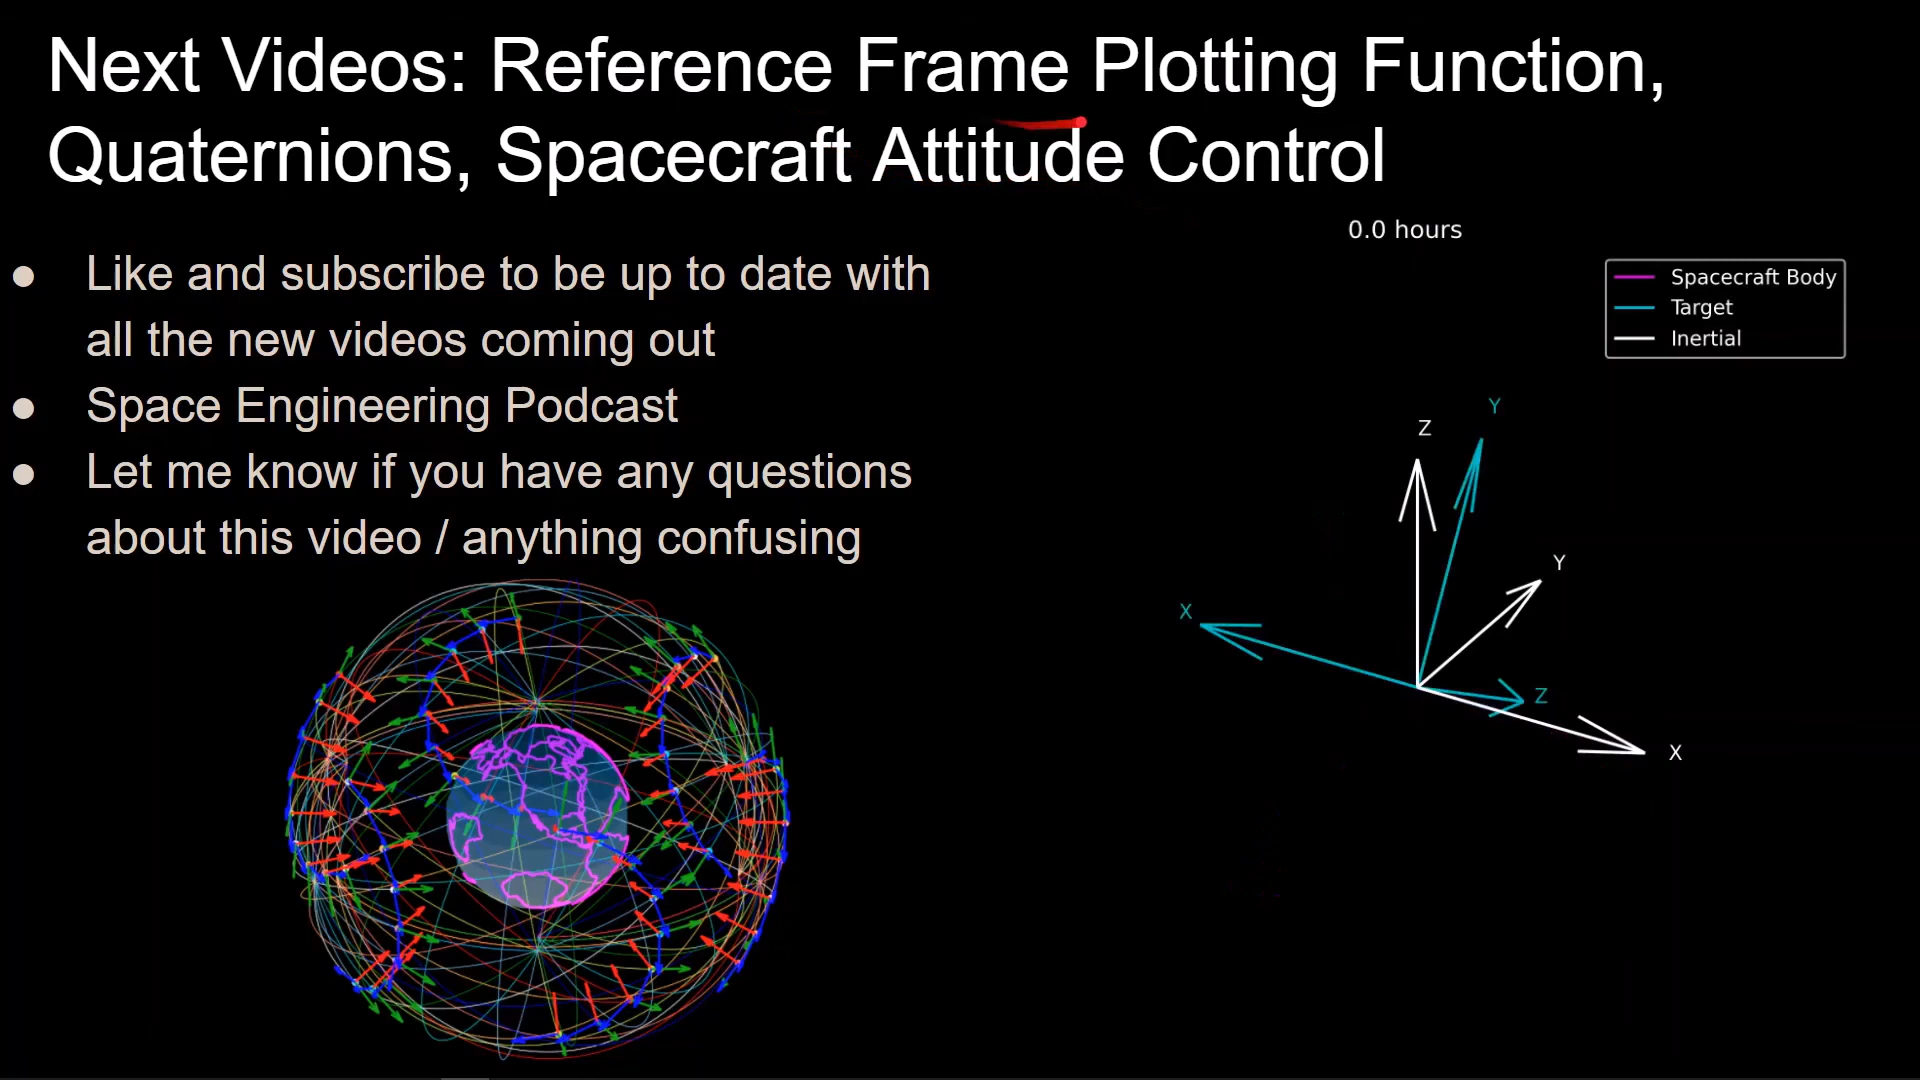 Next Videos: Reference Frame Plotting Function,
Quaternions, Spacecraft Attitude Control
● Like and subscribe to be up to date with
all the new videos coming out
● Space Engineering Podcast
● Let me know if you have any questions
about this video / anything confusing
0.0 hours
Spacecraft Body
Target
Inertial
Y
Z
Y
X
Z
X